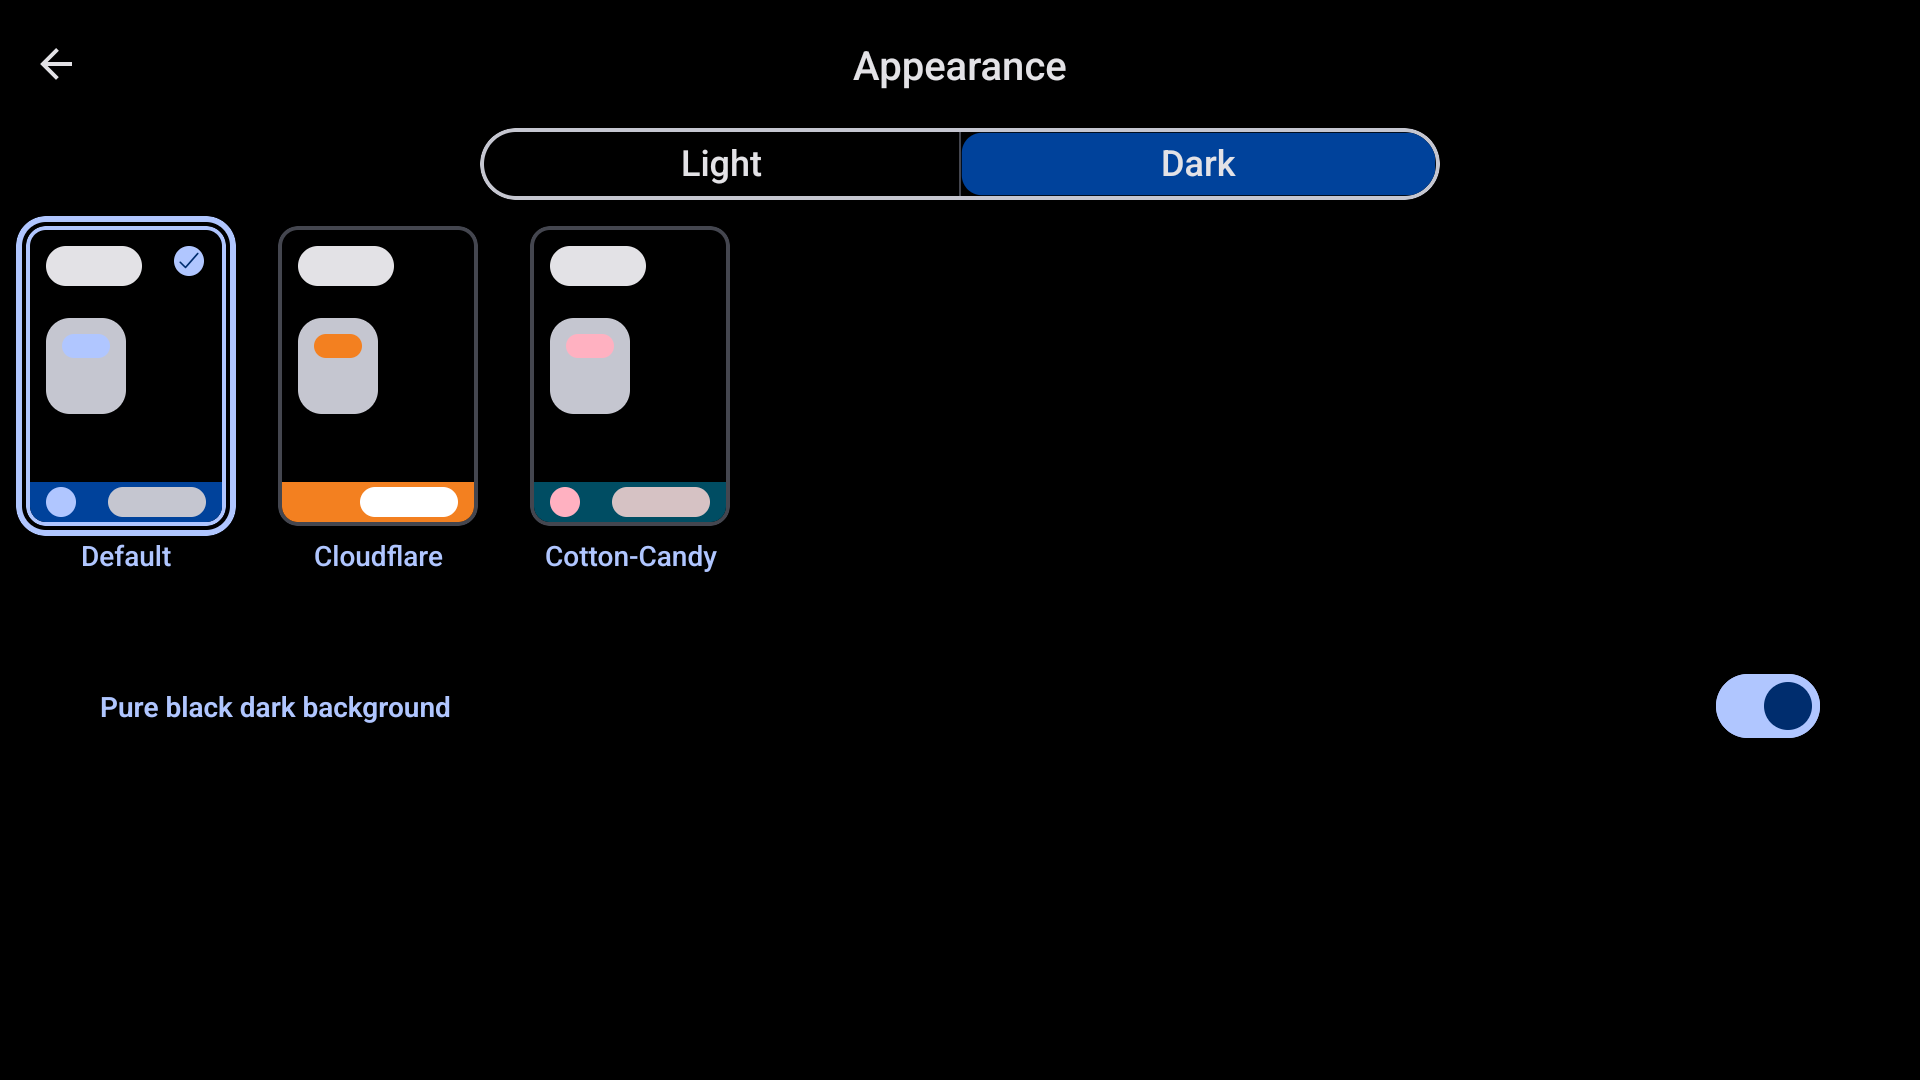 Appearance
Light
Dark
Default
Cloudflare
Cotton-Candy
Pure black dark background